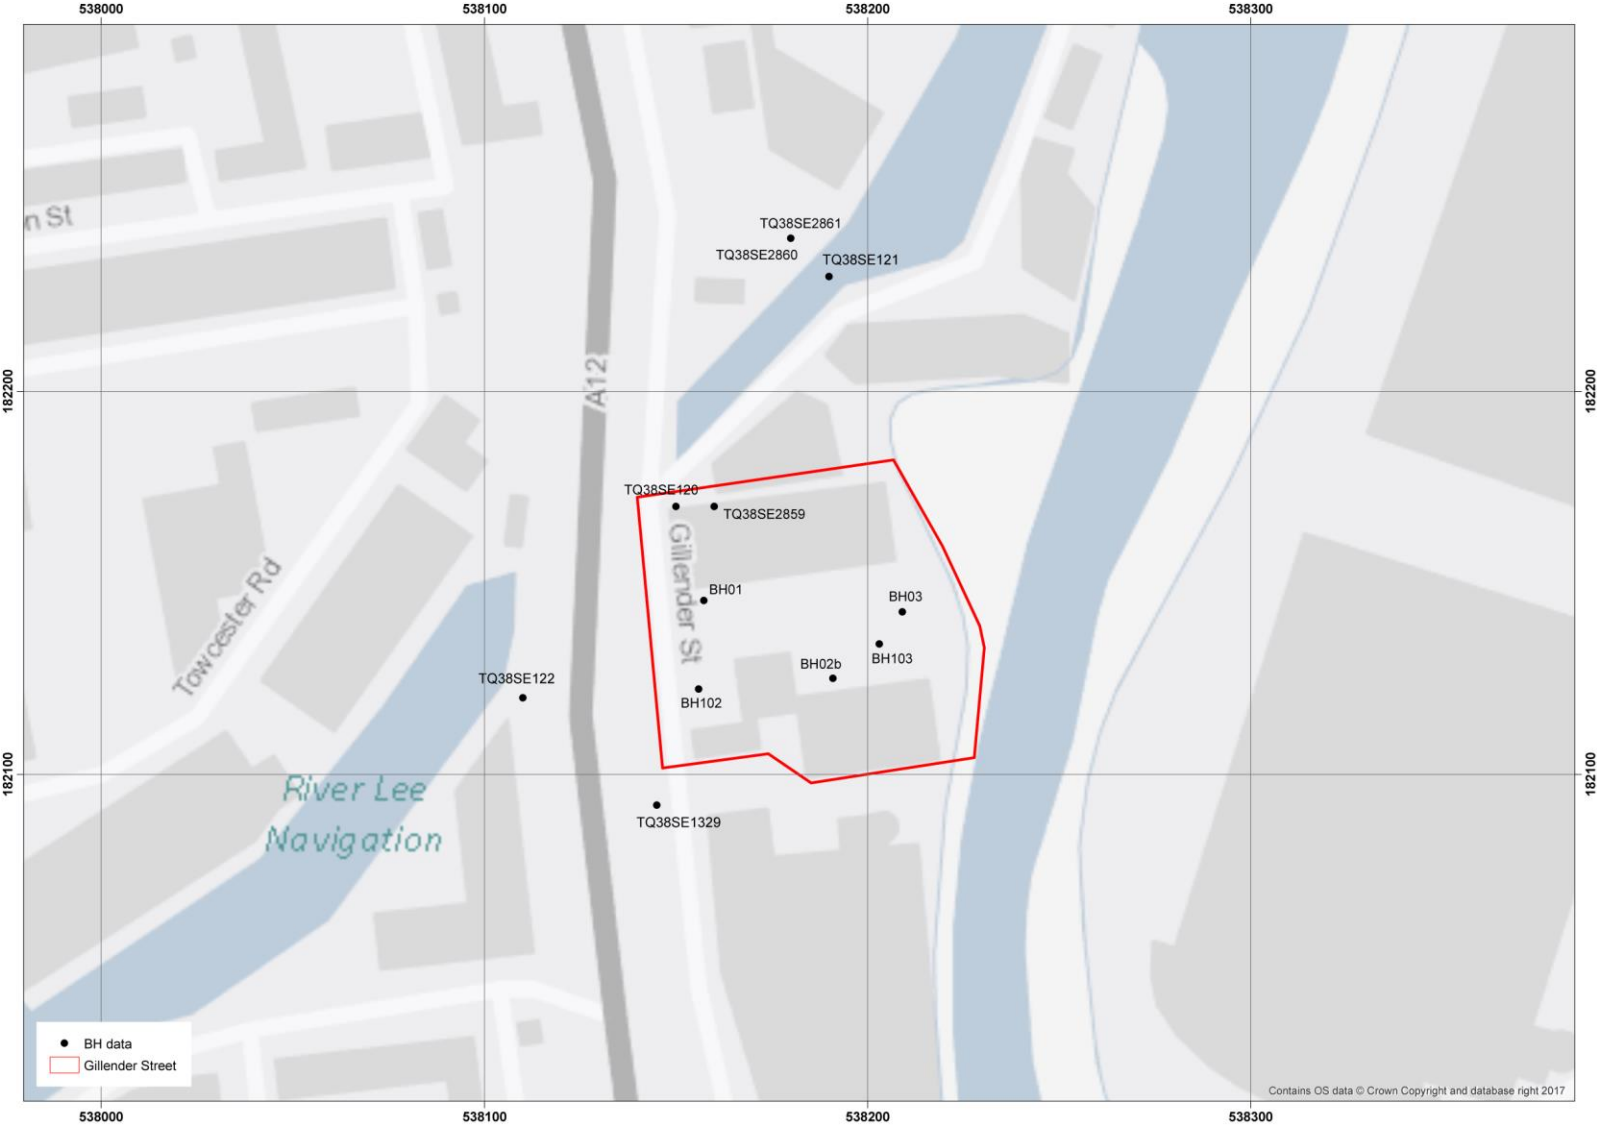 538000
538100
538200
538300
n St
TQ38SE2861
TQ38SE2860
TQ38SE121
A12
182200
182200
TQ38SE120
TQ38SE2859
Gillender St
BH01
BH03
Towcester Rd
BH103
BH02b
TQ38SE122
BH102
182100
182100
River Lee
Navigation
TQ38SE1329
BH data
Gillender Street
Contains OS data © Crown Copyright and database right 2017
538000
538100
538200
538300